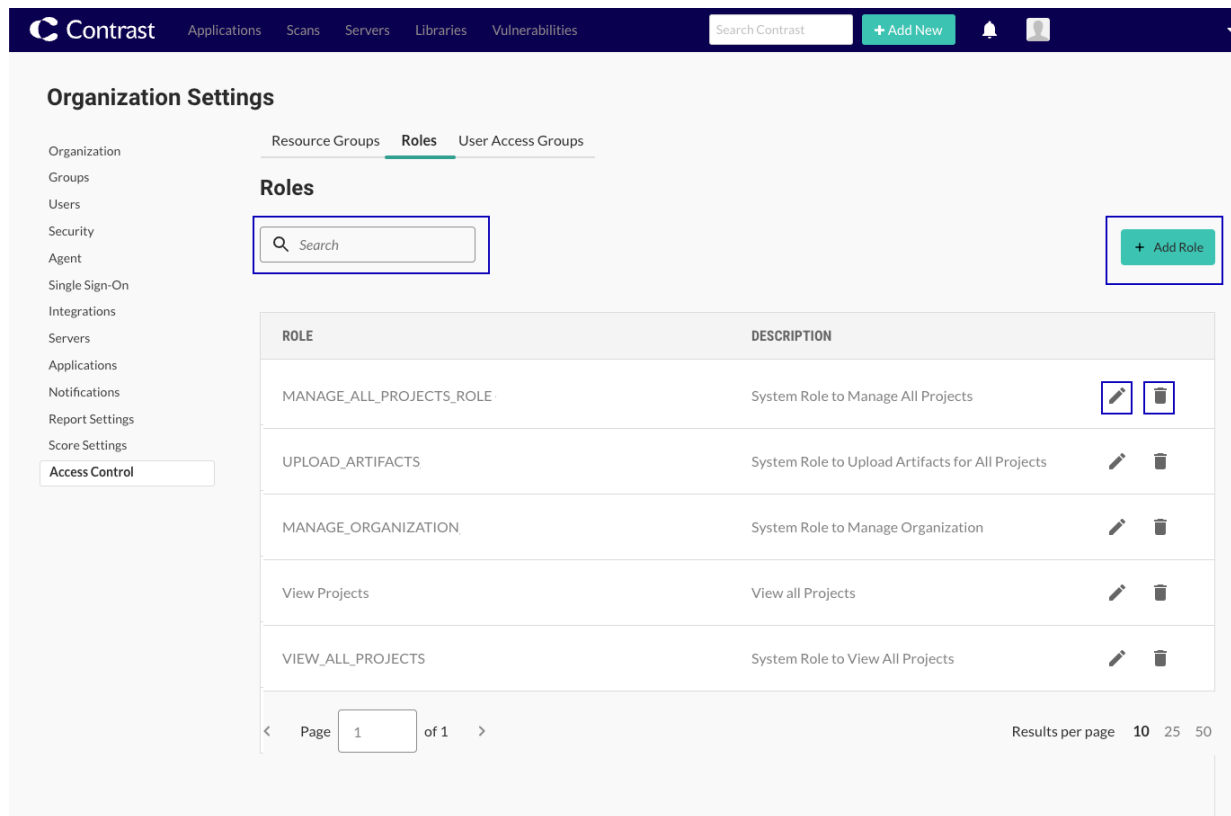 Contrast Applications Scans Servers Libraries Vulnerabilities Search Contrast + Add New
Organization Settings
Organization
Groups
Users
Security
Agent
Single Sign-On
Integrations
Servers
Applications
Notifications
Report Settings
Score Settings
Access Control
Resource Groups Roles User Access Groups
Roles
Search
+ Add Role
ROLE DESCRIPTION
MANAGE_ALL_PROJECTS_ROLE System Role to Manage All Projects
UPLOAD_ARTIFACTS System Role to Upload Artifacts for All Projects
MANAGE_ORGANIZATION System Role to Manage Organization
View Projects View all Projects
VIEW_ALL_PROJECTS System Role to View All Projects
< Page 1 of 1 > Results per page 10 25 50